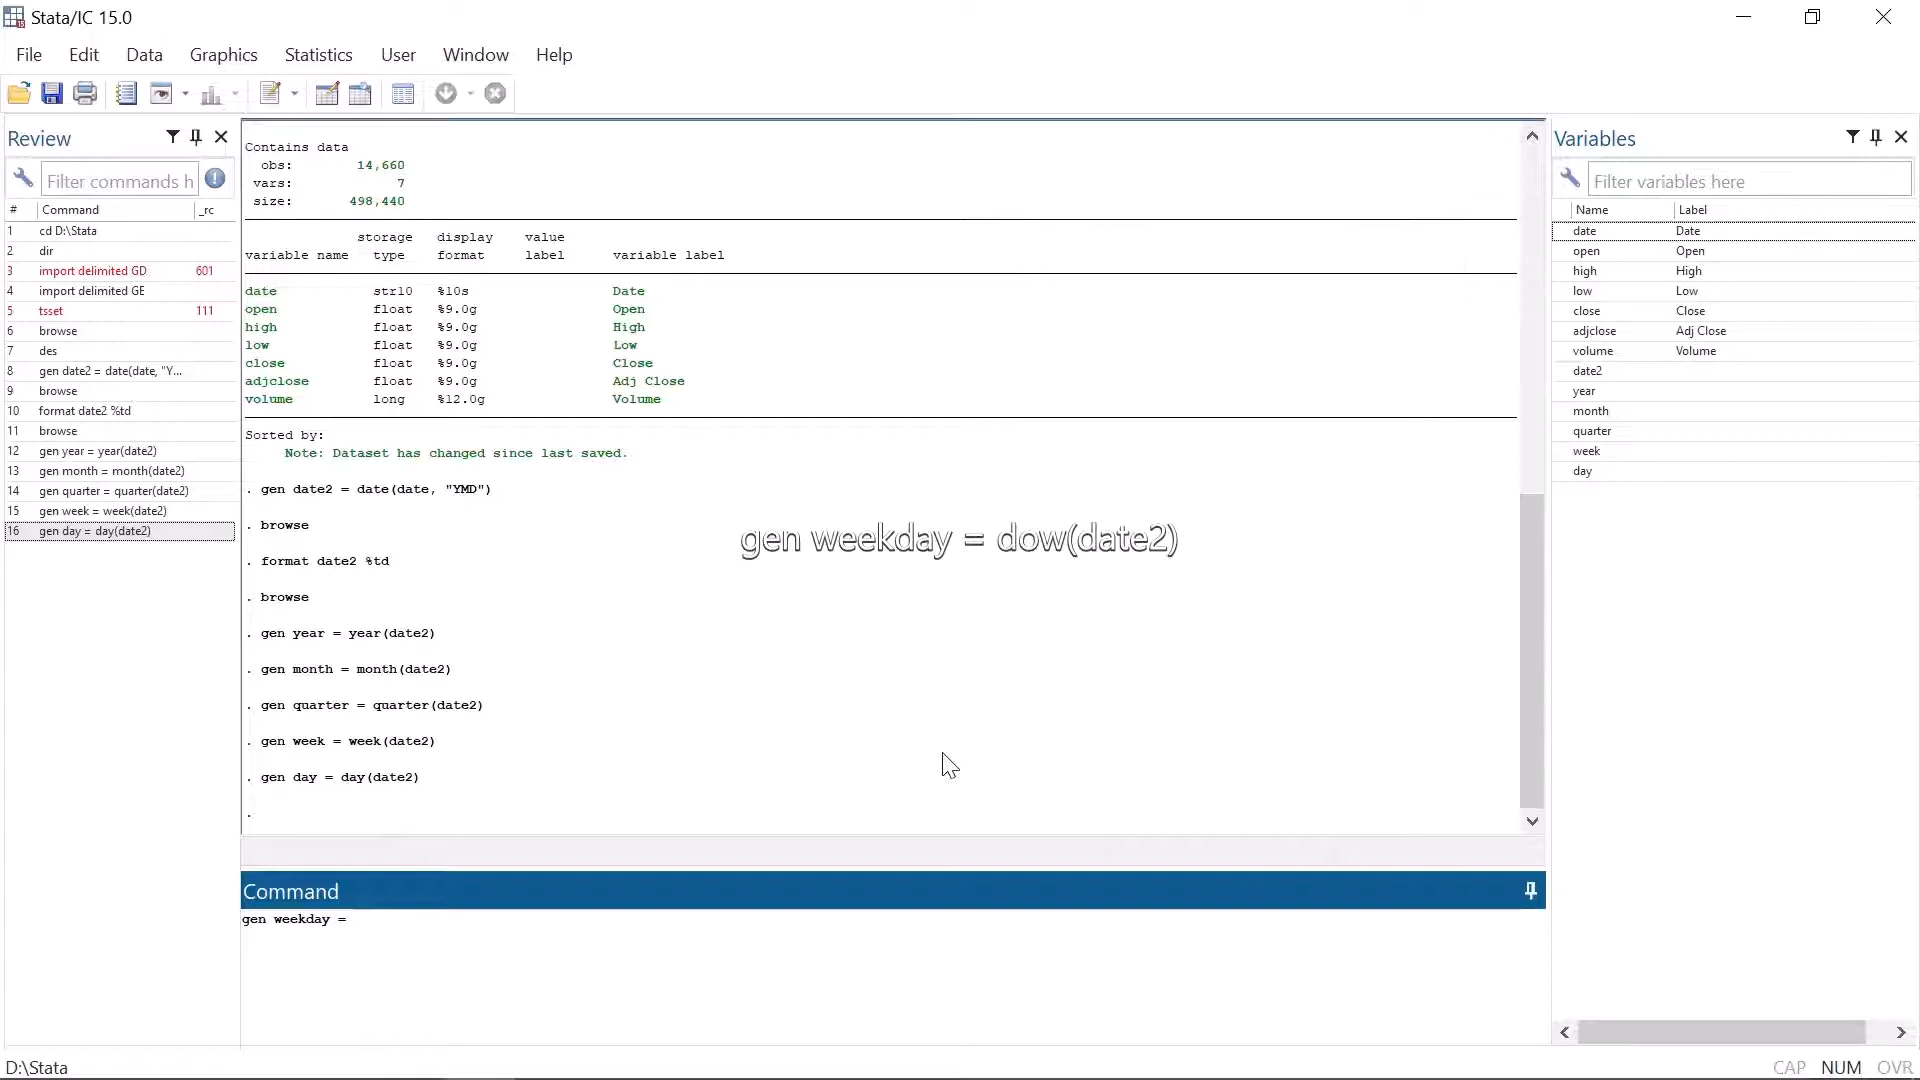 Stata/IC 15.0
File Edit Data Graphics Statistics User Window Help
Review
Filter commands h
# Command _rc
1 cd D:\Stata
2 dir
3 import delimited GD 601
4 import delimited GE
5 tsset 111
6 browse
7 des
8 gen date2 = date(date, "Y...
9 browse
10 format date2 %td
11 browse
12 gen year = year(date2)
13 gen month = month(date2)
14 gen quarter = quarter(date2)
15 gen week = week(date2)
16 gen day = day(date2)
Contains data
obs: 14,660
vars: 7
size: 498,440
storage display value
variable name type format label variable label
date str10 %10s Date
open float %9.0g Open
high float %9.0g High
low float %9.0g Low
close float %9.0g Close
adjclose float %9.0g Adj Close
volume long %12.0g Volume
Sorted by:
Note: Dataset has changed since last saved.
. gen date2 = date(date, "YMD")
. browse
. format date2 %td
. browse
. gen year = year(date2)
. gen month = month(date2)
. gen quarter = quarter(date2)
. gen week = week(date2)
. gen day = day(date2)
.
gen weekday = dow(date2)
Command
gen weekday =
Variables
Filter variables here
Name Label
date Date
open Open
high High
low Low
close Close
adjclose Adj Close
volume Volume
date2
year
month
quarter
week
day
D:\Stata
CAP NUM OVR